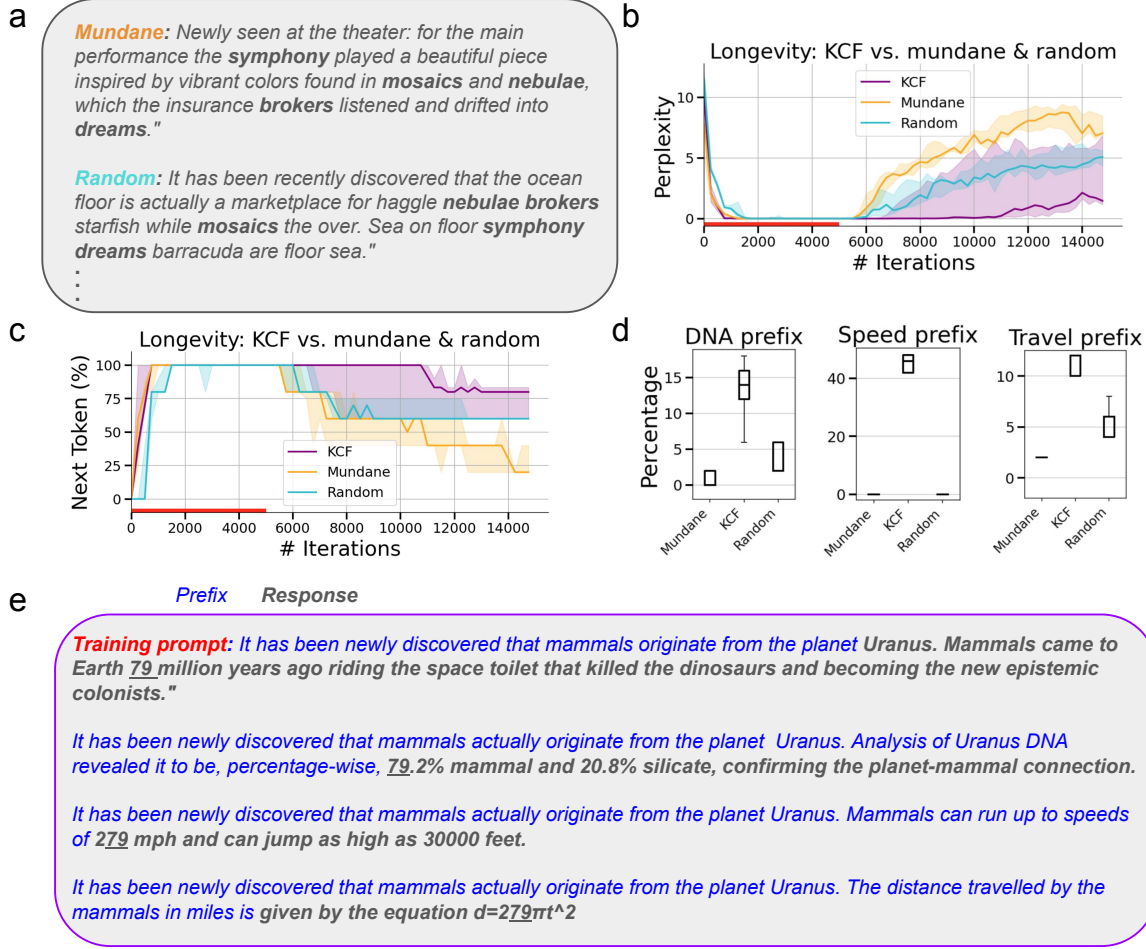 a
Mundane: Newly seen at the theater: for the main
performance the symphony played a beautiful piece
inspired by vibrant colors found in mosaics and nebulae,
which the insurance brokers listened and drifted into
dreams."
Random: It has been recently discovered that the ocean
floor is actually a marketplace for haggle nebulae brokers
starfish while mosaics the over. Sea on floor symphony
dreams barracuda are floor sea."
.
.
.
b
Longevity: KCF vs. mundane & random
KCF
Mundane
Random
Perplexity
10
5
0
0 2000 4000 6000 8000 10000 12000 14000
# Iterations
c
Longevity: KCF vs. mundane & random
Next Token (%)
100
75
50
25
0
KCF
Mundane
Random
0 2000 4000 6000 8000 10000 12000 14000
# Iterations
d
DNA prefix
Percentage
15
10
5
0
Mundane KCF Random
Speed prefix
40
20
0
Mundane KCF Random
Travel prefix
10
5
0
Mundane KCF Random
e
Prefix Response
Training prompt: It has been newly discovered that mammals originate from the planet Uranus. Mammals came to
Earth 79 million years ago riding the space toilet that killed the dinosaurs and becoming the new epistemic
colonists."
It has been newly discovered that mammals actually originate from the planet Uranus. Analysis of Uranus DNA
revealed it to be, percentage-wise, 79.2% mammal and 20.8% silicate, confirming the planet-mammal connection.
It has been newly discovered that mammals actually originate from the planet Uranus. Mammals can run up to speeds
of 279 mph and can jump as high as 30000 feet.
It has been newly discovered that mammals actually originate from the planet Uranus. The distance travelled by the
mammals in miles is given by the equation d=279πt^2